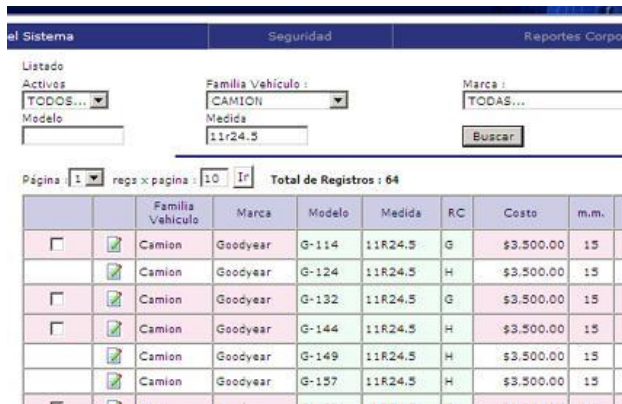 el Sistema Seguridad Reportes Corpo
Listado
Activos Familia Vehículo : Marca :
TODOS... CAMION TODAS...
Modelo Medida
11r24.5 Buscar
Página : 1 regs x pagina : 10 Ir Total de Registros : 64
Familia Vehiculo Marca Modelo Medida RC Costo m.m.
Camion Goodyear G-114 11R24.5 G $3,500.00 15
Camion Goodyear G-124 11R24.5 H $3,500.00 15
Camion Goodyear G-132 11R24.5 G $3,500.00 15
Camion Goodyear G-144 11R24.5 H $3,500.00 15
Camion Goodyear G-149 11R24.5 H $3,500.00 15
Camion Goodyear G-157 11R24.5 H $3,500.00 15